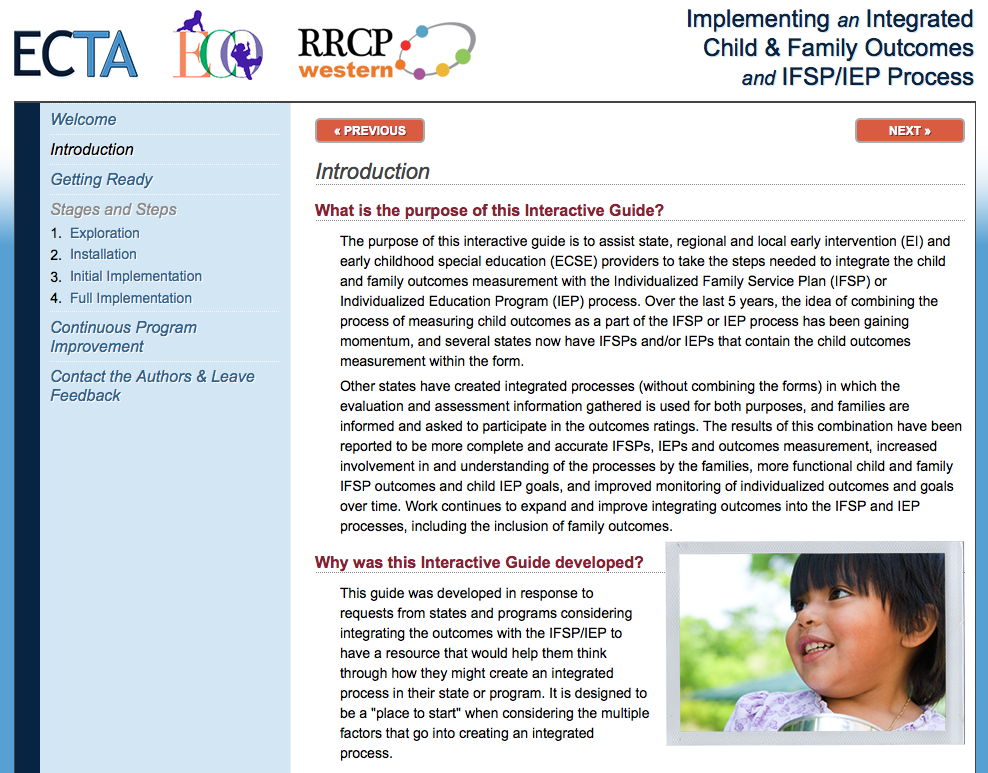 ECTA
ECO
RRCP
western
Implementing an Integrated
Child & Family Outcomes
and IFSP/IEP Process
Welcome
Introduction
Getting Ready
Stages and Steps
1. Exploration
2. Installation
3. Initial Implementation
4. Full Implementation
Continuous Program
Improvement
Contact the Authors & Leave
Feedback
« PREVIOUS
NEXT »
Introduction
What is the purpose of this Interactive Guide?
The purpose of this interactive guide is to assist state, regional and local early intervention (EI) and
early childhood special education (ECSE) providers to take the steps needed to integrate the child
and family outcomes measurement with the Individualized Family Service Plan (IFSP) or
Individualized Education Program (IEP) process. Over the last 5 years, the idea of combining the
process of measuring child outcomes as a part of the IFSP or IEP process has been gaining
momentum, and several states now have IFSPs and/or IEPs that contain the child outcomes
measurement within the form.
Other states have created integrated processes (without combining the forms) in which the
evaluation and assessment information gathered is used for both purposes, and families are
informed and asked to participate in the outcomes ratings. The results of this combination have been
reported to be more complete and accurate IFSPs, IEPs and outcomes measurement, increased
involvement in and understanding of the processes by the families, more functional child and family
IFSP outcomes and child IEP goals, and improved monitoring of individualized outcomes and goals
over time. Work continues to expand and improve integrating outcomes into the IFSP and IEP
processes, including the inclusion of family outcomes.
Why was this Interactive Guide developed?
This guide was developed in response to
requests from states and programs considering
integrating the outcomes with the IFSP/IEP to
have a resource that would help them think
through how they might create an integrated
process in their state or program. It is designed to
be a "place to start" when considering the multiple
factors that go into creating an integrated
process.